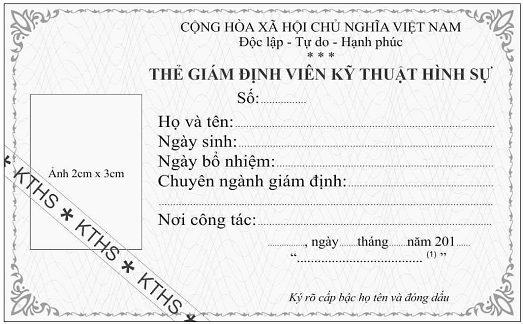 CỘNG HÒA XÃ HỘI CHỦ NGHĨA VIỆT NAM
Độc lập - Tự do - Hạnh phúc
* * *
THẺ GIÁM ĐỊNH VIÊN KỸ THUẬT HÌNH SỰ
Số:................
Họ và tên:................................................
Ngày sinh:................................................
Ngày bổ nhiệm:................................................
Chuyên ngành giám định:................................
................................................................
Nơi công tác:................................................
............., ngày.....tháng......năm 201....
“............................... (1) ”
Ký rõ cấp bậc họ tên và đóng dấu
Ảnh 2cm x 3cm
* KTHS * KTHS * KTHS * KTHS